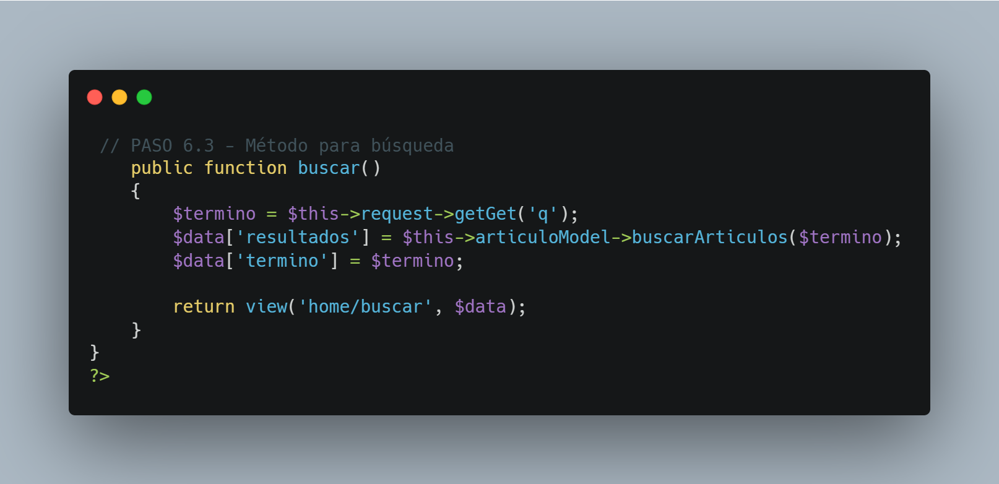 // PASO 6.3 - Método para búsqueda
public function buscar()
{
$termino = $this->request->getGet('q');
$data['resultados'] = $this->articuloModel->buscarArticulos($termino);
$data['termino'] = $termino;
return view('home/buscar', $data);
}
}
?>